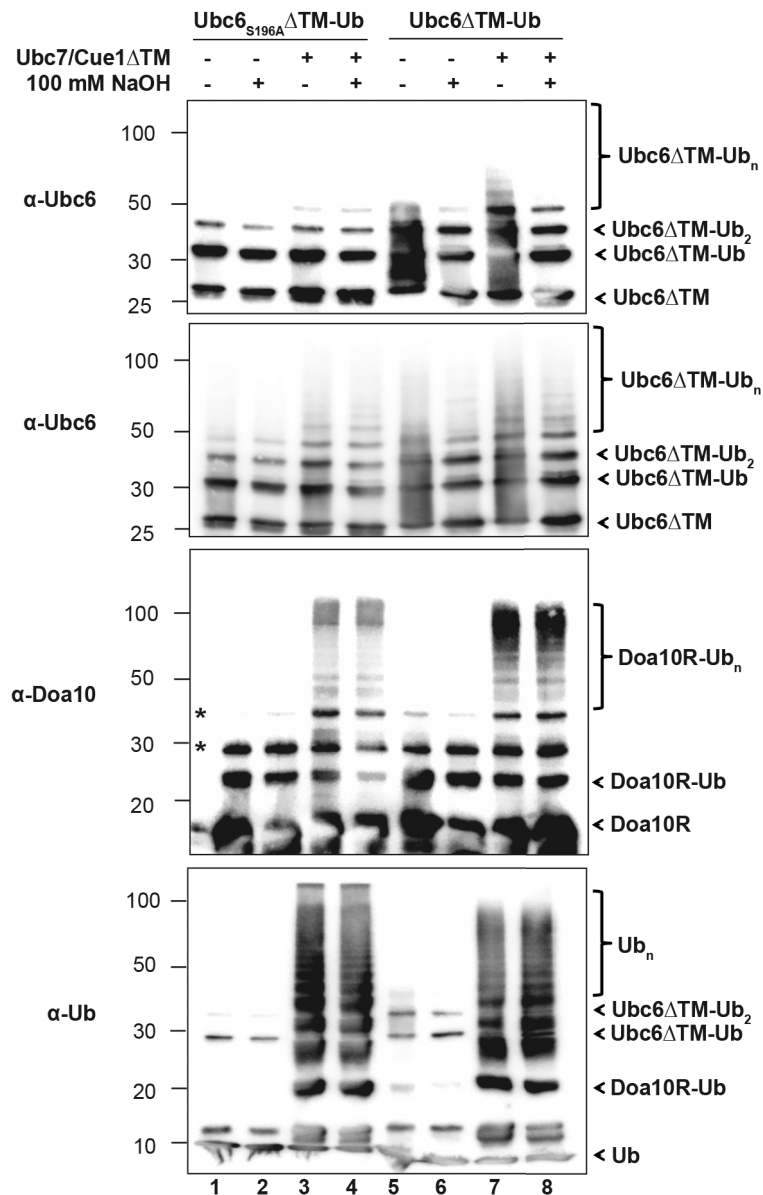 Ubc6S196AΔTM-Ub Ubc6ΔTM-Ub
Ubc7/Cue1ΔTM - - + + - - + +
100 mM NaOH - + - + - + - +
100
Ubc6ΔTM-Ubn
α-Ubc6
50
< Ubc6ΔTM-Ub2
< Ubc6ΔTM-Ub
30
< Ubc6ΔTM
25
100
Ubc6ΔTM-Ubn
α-Ubc6
50
< Ubc6ΔTM-Ub2
< Ubc6ΔTM-Ub
30
< Ubc6ΔTM
25
100
Doa10R-Ubn
50
α-Doa10
*
* 30
< Doa10R-Ub
20
< Doa10R
100
Ubn
50
α-Ub
< Ubc6ΔTM-Ub2
30
< Ubc6ΔTM-Ub
20
< Doa10R-Ub
10
< Ub
1 2 3 4 5 6 7 8